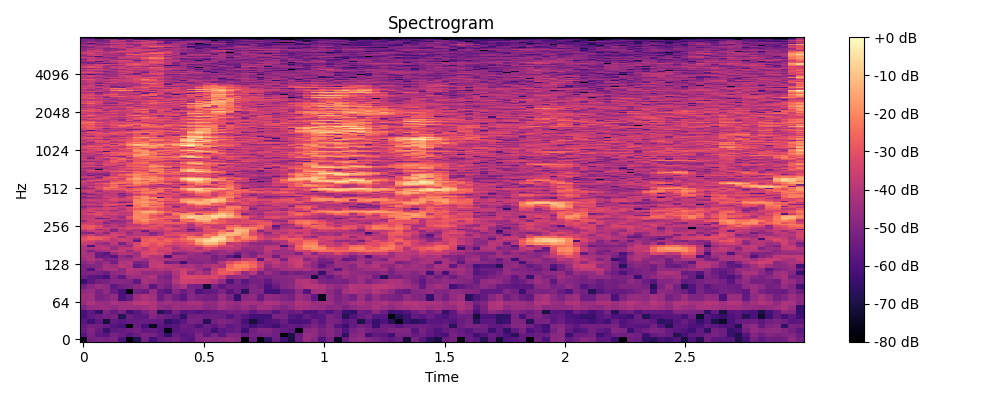 Spectrogram
Hz
4096
2048
1024
512
256
128
64
0
0 0.5 1 1.5 2 2.5
Time
+0 dB
-10 dB
-20 dB
-30 dB
-40 dB
-50 dB
-60 dB
-70 dB
-80 dB